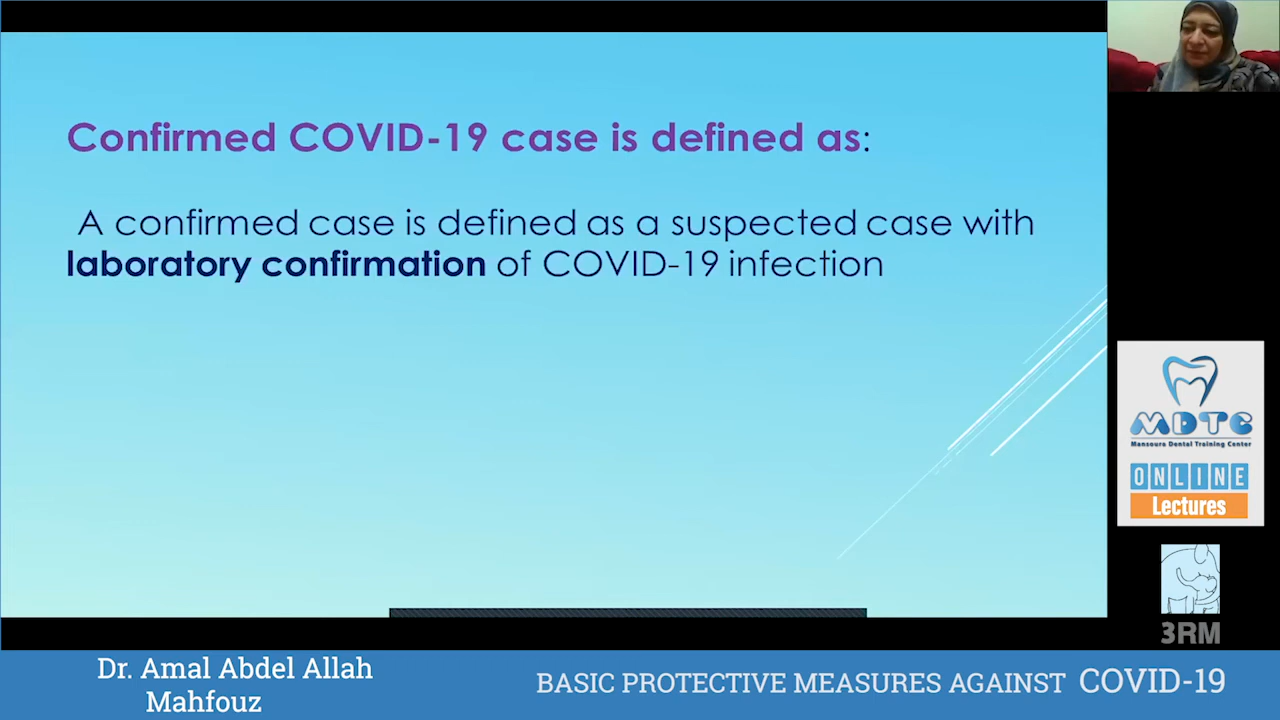 Confirmed COVID-19 case is defined as:
A confirmed case is defined as a suspected case with
laboratory confirmation of COVID-19 infection
MDTC
Mansoura Dental Training Center
ONLINE
Lectures
3RM
Dr. Amal Abdel Allah
Mahfouz
BASIC PROTECTIVE MEASURES AGAINST COVID-19